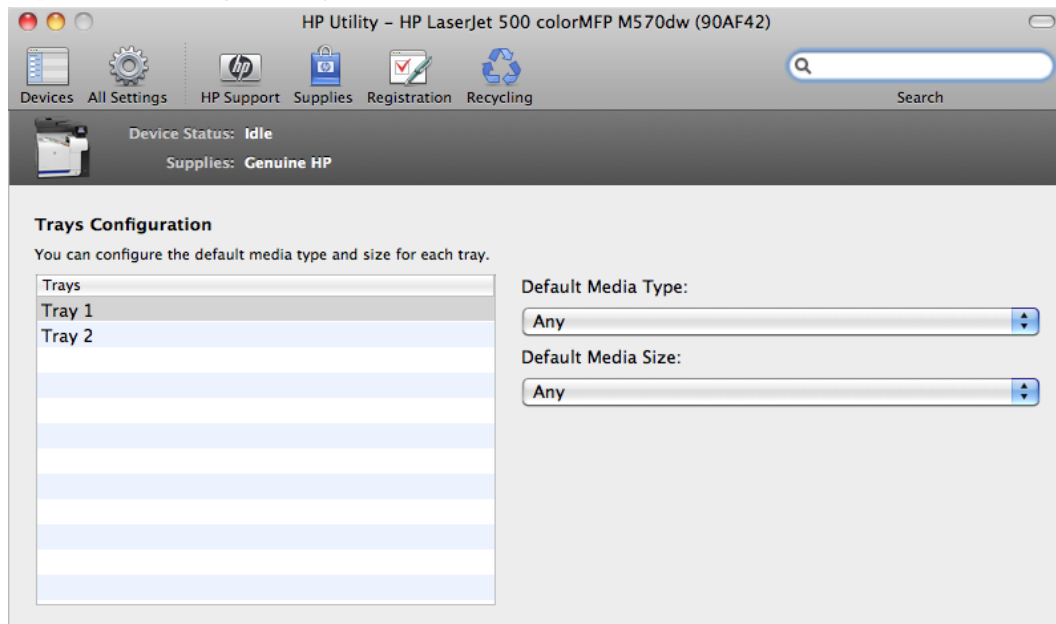 HP Utility – HP LaserJet 500 colorMFP M570dw (90AF42)
Devices All Settings HP Support Supplies Registration Recycling Search
Device Status: Idle
Supplies: Genuine HP
Trays Configuration
You can configure the default media type and size for each tray.
Trays
Tray 1
Tray 2
Default Media Type:
Any
Default Media Size:
Any